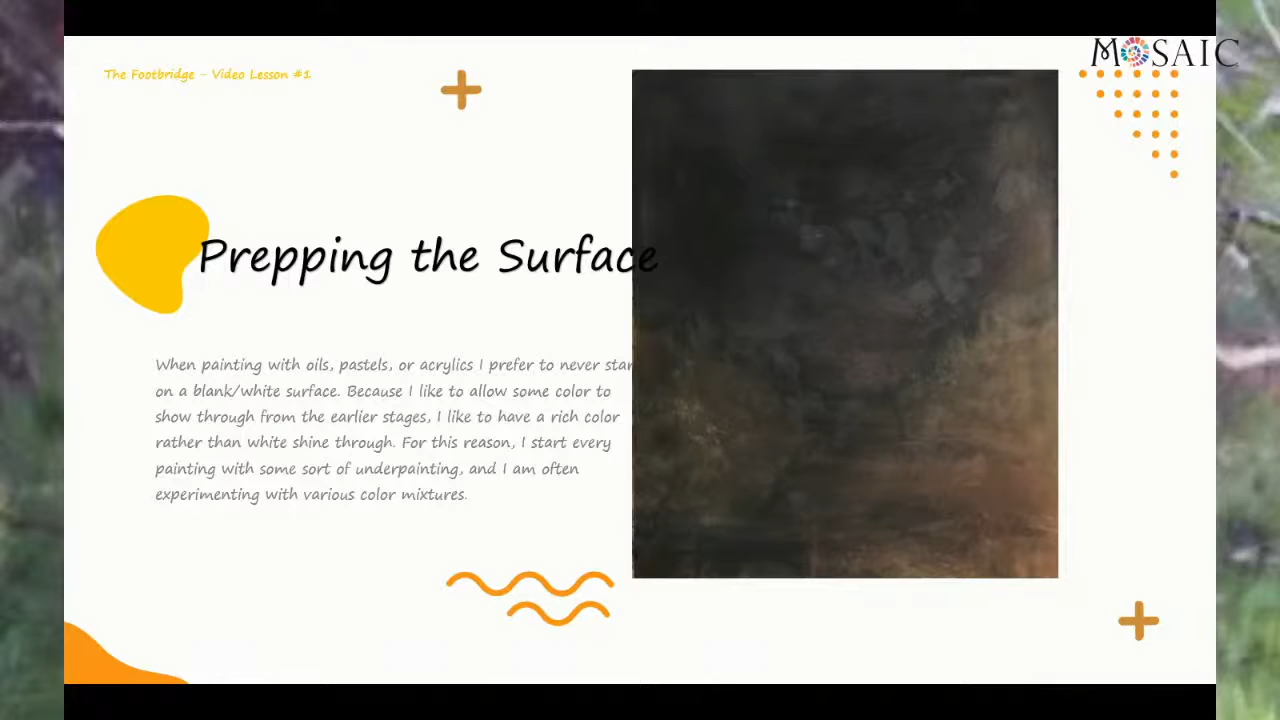 MOSAIC
The Footbridge - Video Lesson #1
Prepping the Surface
When painting with oils, pastels, or acrylics I prefer to never star
on a blank/white surface. Because I like to allow some color to
show through from the earlier stages, I like to have a rich color
rather than white shine through. For this reason, I start every
painting with some sort of underpainting, and I am often
experimenting with various color mixtures.